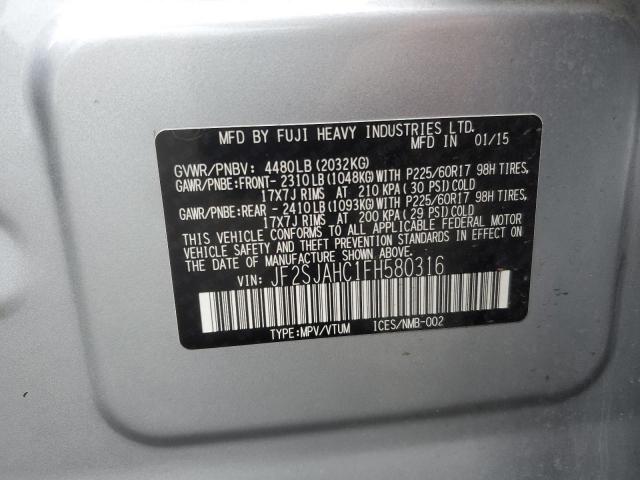 MFD BY FUJI HEAVY INDUSTRIES LTD.
MFD IN 01/15
GVWR/PNBV: 4480LB (2032KG)
GAWR/PNBE:FRONT- 2310LB (1048KG)WITH P225/60R17 98H TIRES,
17X7J RIMS AT 210 KPA (30 PSI)COLD
GAWR/PNBE:REAR - 2410LB (1093KG)WITH P225/60R17 98H TIRES,
17X7J RIMS AT 200 KPA (29 PSI)COLD
THIS VEHICLE CONFORMS TO ALL APPLICABLE FEDERAL MOTOR
VEHICLE SAFETY AND THEFT PREVENTION STANDARDS IN EFFECT ON
THE DATE OF MANUFACTURE SHOWN ABOVE.
VIN: JF2SJAHC1FH580316
TYPE:MPV/VTUM ICES/NMB-002